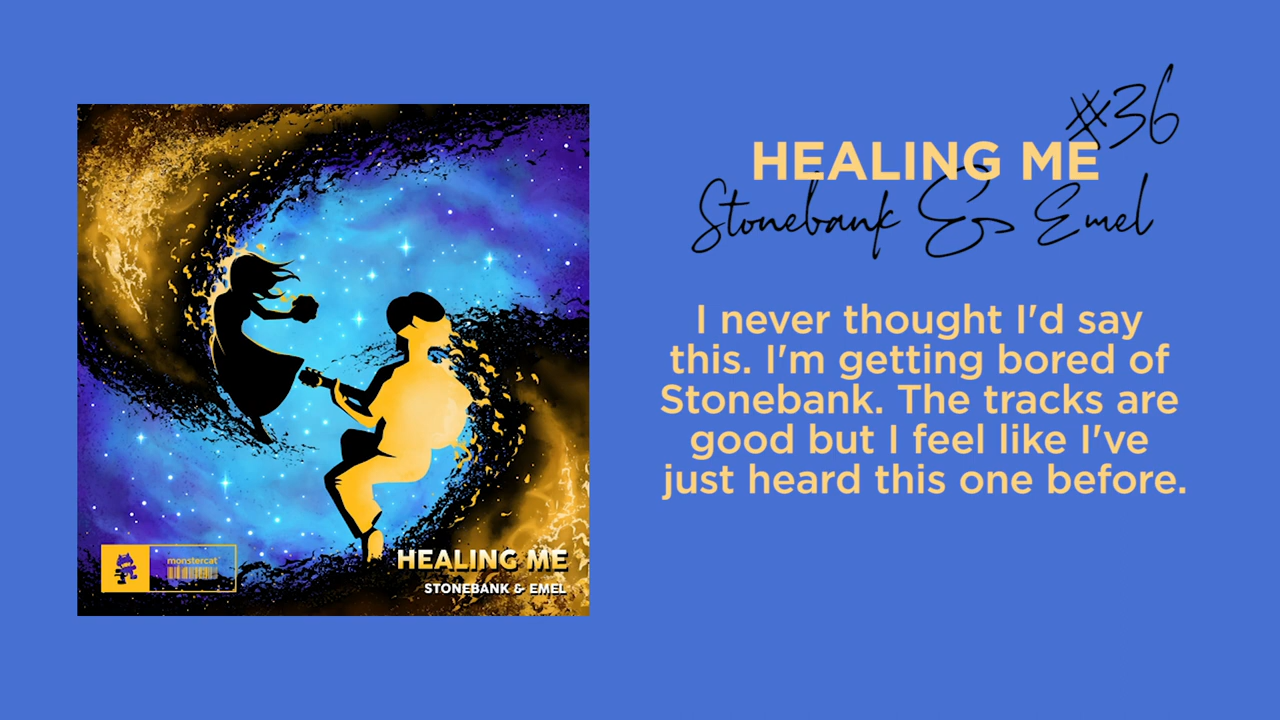 #36
HEALING ME
Stonebank & Emel
I never thought I'd say
this. I'm getting bored of
Stonebank. The tracks are
good but I feel like I've
just heard this one before.
monstercat
HEALING ME
STONEBANK & EMEL